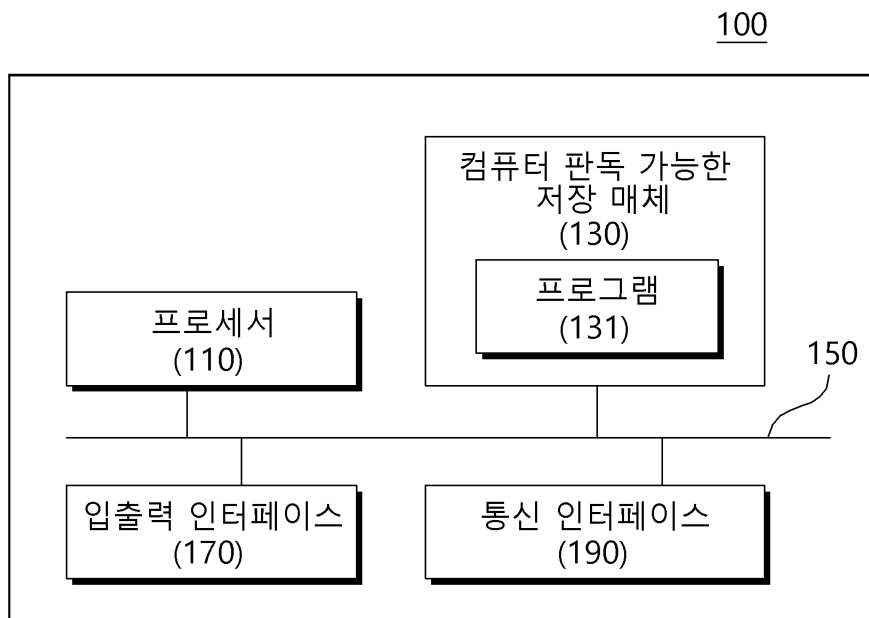 100
컴퓨터 판독 가능한
저장 매체
(130)
프로그램
(131)
프로세서
(110)
150
입출력 인터페이스
(170)
통신 인터페이스
(190)